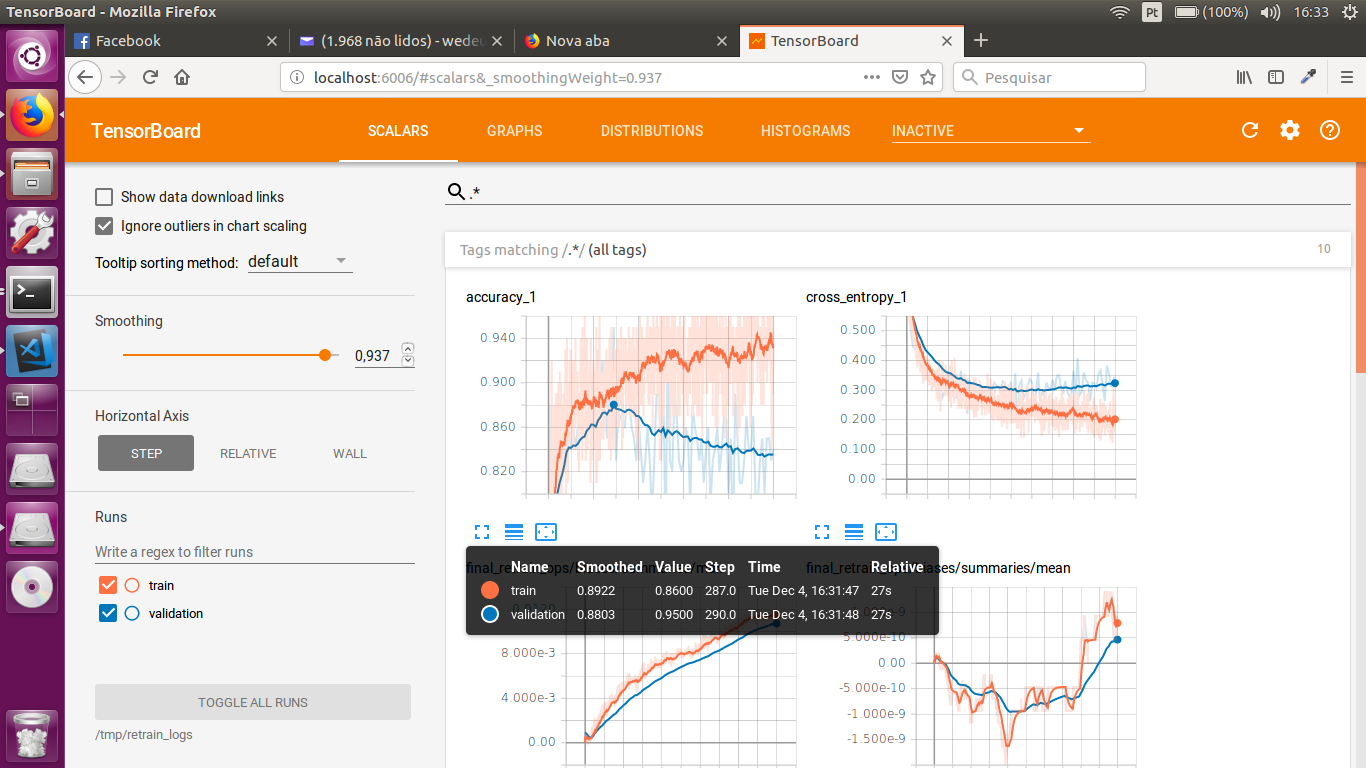 TensorBoard - Mozilla Firefox
Pt
(100%)
16:33
Facebook
(1.968 não lidos) - wedeu
Nova aba
TensorBoard
localhost:6006/#scalars&_smoothingWeight=0.937
Pesquisar
TensorBoard
SCALARS
GRAPHS
DISTRIBUTIONS
HISTOGRAMS
INACTIVE
Show data download links
Ignore outliers in chart scaling
Tooltip sorting method: default
Smoothing
0,937
Horizontal Axis
STEP RELATIVE WALL
Runs
Write a regex to filter runs
train
validation
TOGGLE ALL RUNS
/tmp/retrain_logs
.*
Tags matching /.*/ (all tags)
10
accuracy_1
0.940
0.900
0.860
0.820
cross_entropy_1
0.500
0.400
0.300
0.200
0.100
0.00
Name Smoothed Value Step Time Relative
train 0.8922 0.8600 287.0 Tue Dec 4, 16:31:47 27s
validation 0.8803 0.9500 290.0 Tue Dec 4, 16:31:48 27s
8.000e-3
4.000e-3
0.00
biases/summaries/mean
5.000e-10
0.00
-5.000e-10
-1.000e-9
-1.500e-9